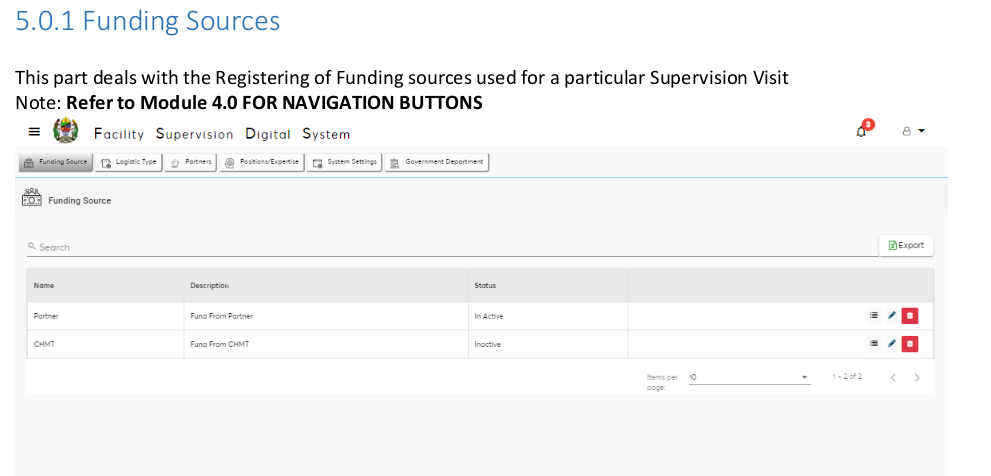 5.0.1 Funding Sources
This part deals with the Registering of Funding sources used for a particular Supervision Visit
Note: Refer to Module 4.0 FOR NAVIGATION BUTTONS
Facility Supervision Digital System
3
Funding Source Logistic Type Partners Positions/Expertise System Settings Government Department
Funding Source
Search
Export
Name Description Status
Partner Fund From Partner In Active
CHMT Fund From CHMT Inactive
Items per page: 10 1 – 2 of 2